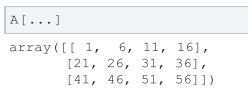 A[...]
array([[ 1,  6, 11, 16],
       [21, 26, 31, 36],
       [41, 46, 51, 56]])